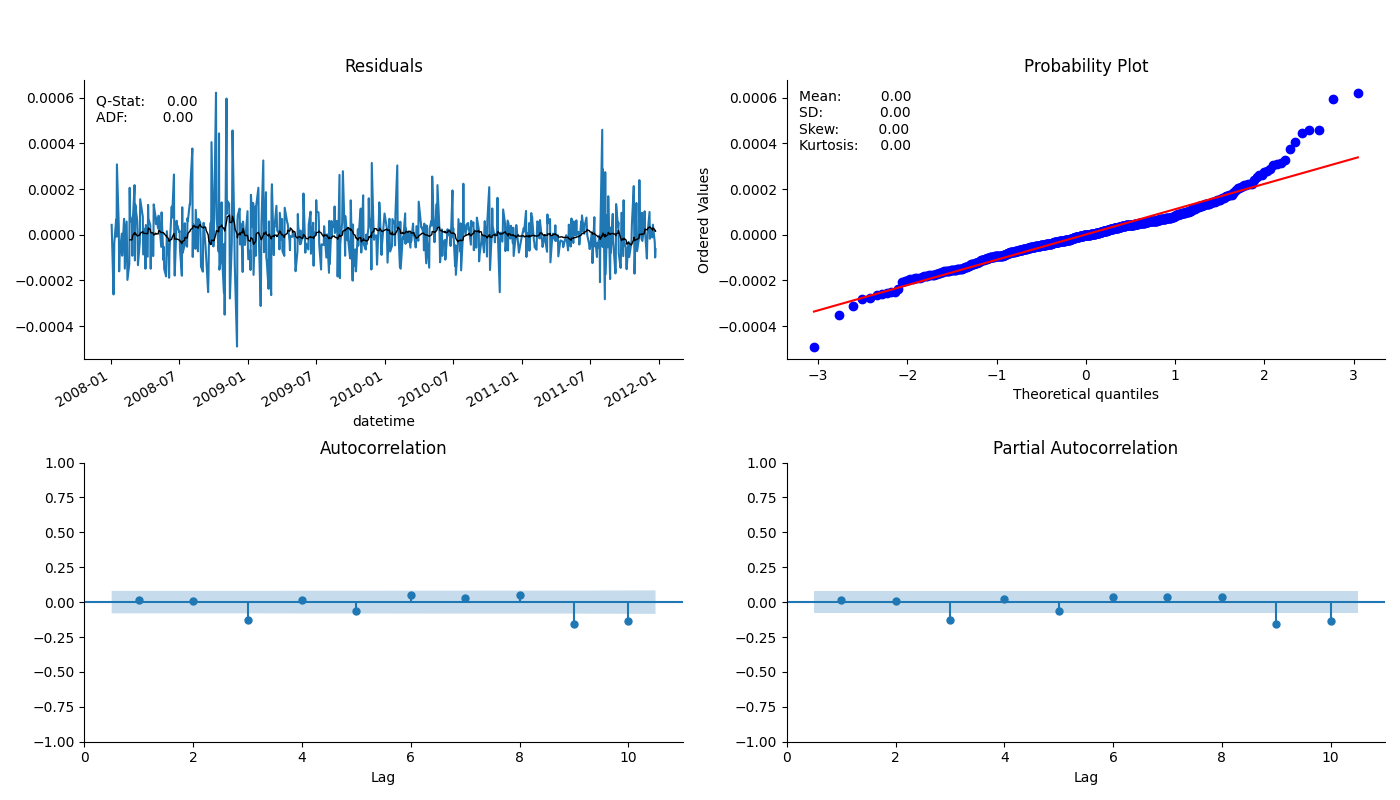 Residuals
Q-Stat: 0.00
ADF: 0.00
0.0006
0.0004
0.0002
0.0000
−0.0002
−0.0004
2008-01
2008-07
2009-01
2009-07
2010-01
2010-07
2011-01
2011-07
2012-01
datetime
Probability Plot
Mean: 0.00
SD: 0.00
Skew: 0.00
Kurtosis: 0.00
Ordered Values
0.0006
0.0004
0.0002
0.0000
−0.0002
−0.0004
−3 −2 −1 0 1 2 3
Theoretical quantiles
Autocorrelation
1.00
0.75
0.50
0.25
0.00
−0.25
−0.50
−0.75
−1.00
0 2 4 6 8 10
Lag
Partial Autocorrelation
1.00
0.75
0.50
0.25
0.00
−0.25
−0.50
−0.75
−1.00
0 2 4 6 8 10
Lag